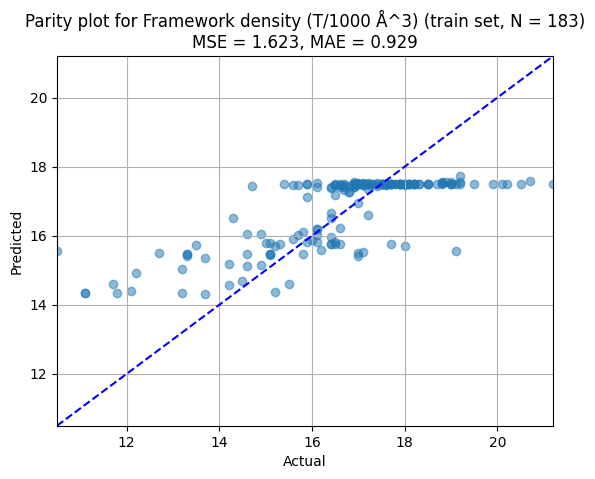 Parity plot for Framework density (T/1000 Å^3) (train set, N = 183)
MSE = 1.623, MAE = 0.929
20
18
16
14
12
Predicted
12 14 16 18 20
Actual